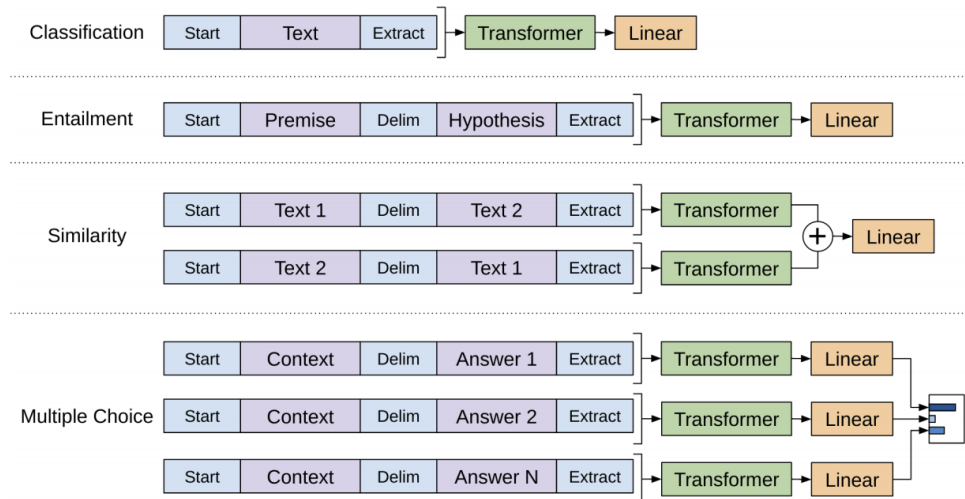 Classification Start Text Extract Transformer Linear
Entailment Start Premise Delim Hypothesis Extract Transformer Linear
Start Text 1 Delim Text 2 Extract Transformer
Similarity + Linear
Start Text 2 Delim Text 1 Extract Transformer
Start Context Delim Answer 1 Extract Transformer Linear
Multiple Choice Start Context Delim Answer 2 Extract Transformer Linear
Start Context Delim Answer N Extract Transformer Linear